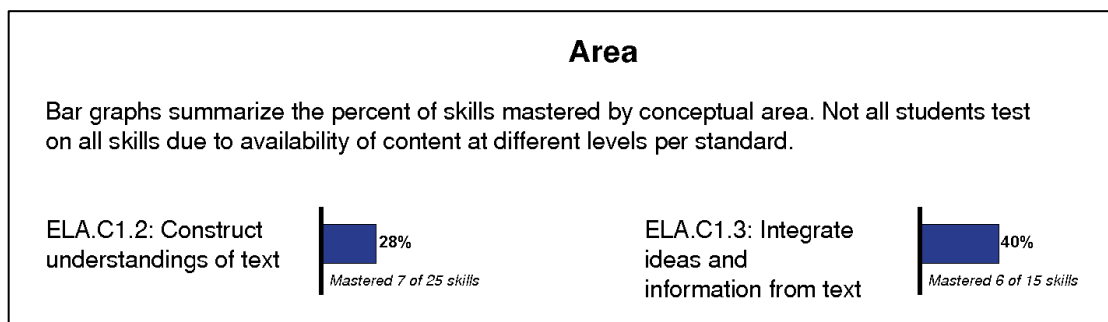 Area
Bar graphs summarize the percent of skills mastered by conceptual area. Not all students test
on all skills due to availability of content at different levels per standard.
ELA.C1.2: Construct
understandings of text
28%
Mastered 7 of 25 skills
ELA.C1.3: Integrate
ideas and
information from text
40%
Mastered 6 of 15 skills